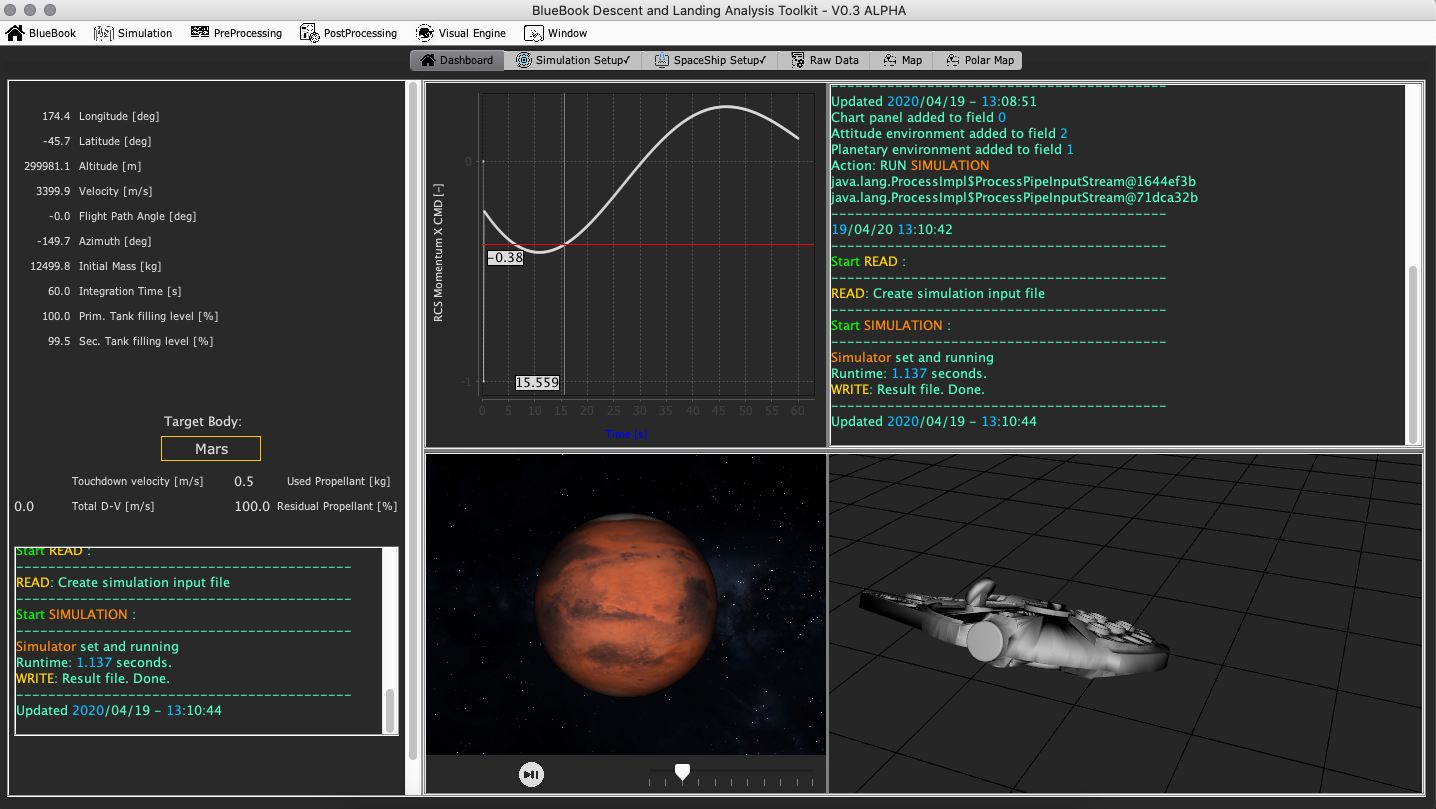 BlueBook Descent and Landing Analysis Toolkit - V0.3 ALPHA
BlueBook Simulation PreProcessing PostProcessing Visual Engine Window
Dashboard Simulation Setup✓ SpaceShip Setup✓ Raw Data Map Polar Map
174.4 Longitude [deg]
-45.7 Latitude [deg]
299981.1 Altitude [m]
3399.9 Velocity [m/s]
-0.0 Flight Path Angle [deg]
-149.7 Azimuth [deg]
12499.8 Initial Mass [kg]
60.0 Integration Time [s]
100.0 Prim. Tank filling level [%]
99.5 Sec. Tank filling level [%]
Target Body:
Mars
Touchdown velocity [m/s] 0.5 Used Propellant [kg]
0.0 Total D-V [m/s] 100.0 Residual Propellant [%]
Start READ :
----------------------------------------
READ: Create simulation input file
----------------------------------------
Start SIMULATION :
----------------------------------------
Simulator set and running
Runtime: 1.137 seconds.
WRITE: Result file. Done.
----------------------------------------
Updated 2020/04/19 - 13:10:44
RCS Momentum X CMD [-]
0
-0.38
-1
15.559
0 5 10 15 20 25 30 35 40 45 50 55 60
Time [s]
----------------------------------------
Updated 2020/04/19 - 13:08:51
Chart panel added to field 0
Attitude environment added to field 2
Planetary environment added to field 1
Action: RUN SIMULATION
java.lang.ProcessImpl$ProcessPipeInputStream@1644ef3b
java.lang.ProcessImpl$ProcessPipeInputStream@71dca32b
----------------------------------------
19/04/20 13:10:42
----------------------------------------
Start READ :
----------------------------------------
READ: Create simulation input file
----------------------------------------
Start SIMULATION :
----------------------------------------
Simulator set and running
Runtime: 1.137 seconds.
WRITE: Result file. Done.
----------------------------------------
Updated 2020/04/19 - 13:10:44